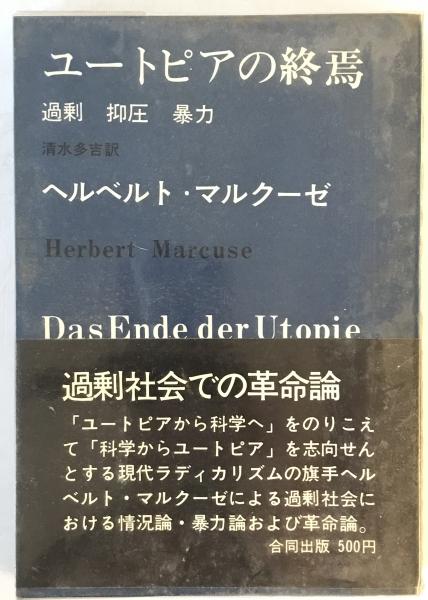 ユートピアの終焉
過剰 抑圧 暴力
清水多吉訳
ヘルベルト・マルクーゼ
Herbert Marcuse
Das Ende der Utopie
過剰社会での革命論
「ユートピアから科学へ」をのりこえ
て「科学からユートピア」を志向せん
とする現代ラディカリズムの旗手ヘル
ベルト・マルクーゼによる過剰社会に
おける情況論・暴力論および革命論。
合同出版 500円